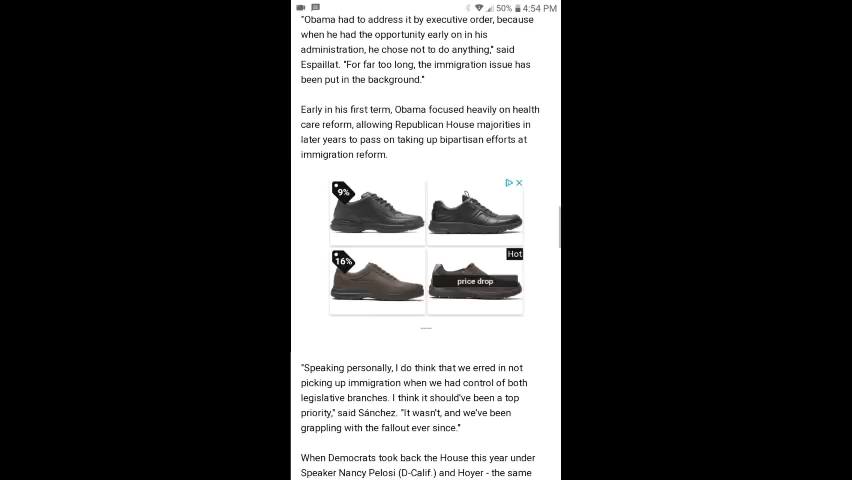 50% 4:54 PM
"Obama had to address it by executive order, because
when he had the opportunity early on in his
administration, he chose not to do anything," said
Espaillat. "For far too long, the immigration issue has
been put in the background."
Early in his first term, Obama focused heavily on health
care reform, allowing Republican House majorities in
later years to pass on taking up bipartisan efforts at
immigration reform.
9%
16%
Hot
price drop
"Speaking personally, I do think that we erred in not
picking up immigration when we had control of both
legislative branches. I think it should've been a top
priority," said Sánchez. "It wasn't, and we've been
grappling with the fallout ever since."
When Democrats took back the House this year under
Speaker Nancy Pelosi (D-Calif.) and Hoyer - the same